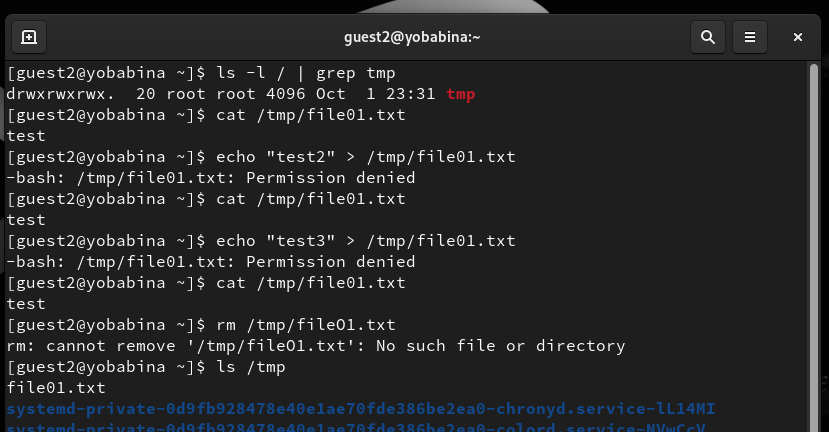 guest2@yobabina:~
[guest2@yobabina ~]$ ls -l / | grep tmp
drwxrwxrwx.  20 root root 4096 Oct  1 23:31 tmp
[guest2@yobabina ~]$ cat /tmp/file01.txt
test
[guest2@yobabina ~]$ echo "test2" > /tmp/file01.txt
-bash: /tmp/file01.txt: Permission denied
[guest2@yobabina ~]$ cat /tmp/file01.txt
test
[guest2@yobabina ~]$ echo "test3" > /tmp/file01.txt
-bash: /tmp/file01.txt: Permission denied
[guest2@yobabina ~]$ cat /tmp/file01.txt
test
[guest2@yobabina ~]$ rm /tmp/fileO1.txt
rm: cannot remove '/tmp/fileO1.txt': No such file or directory
[guest2@yobabina ~]$ ls /tmp
file01.txt
systemd-private-0d9fb928478e40e1ae70fde386be2ea0-chronyd.service-lL14MI
systemd-private-0d9fb928478e40e1ae70fde386be2ea0-colord.service-NVwCcV